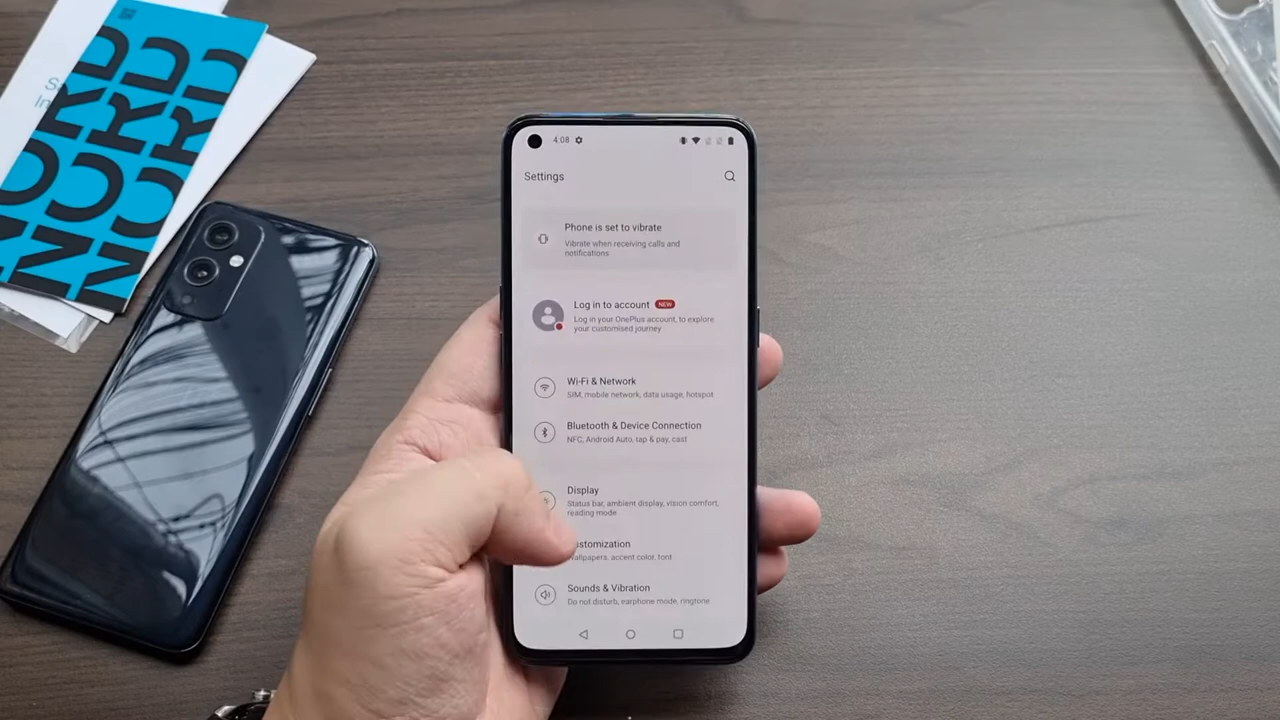 NORD
NORD
NORD
4:08
Settings
Phone is set to vibrate
Vibrate when receiving calls and
notifications
Log in to account NEW
Log in your OnePlus account, to explore
your customised journey
Wi-Fi & Network
SIM, mobile network, data usage, hotspot
Bluetooth & Device Connection
NFC, Android Auto, tap & pay, cast
Display
Status bar, ambient display, vision comfort,
reading mode
ustomization
allpapers, accent color, font
Sounds & Vibration
Do not disturb, earphone mode, ringtone